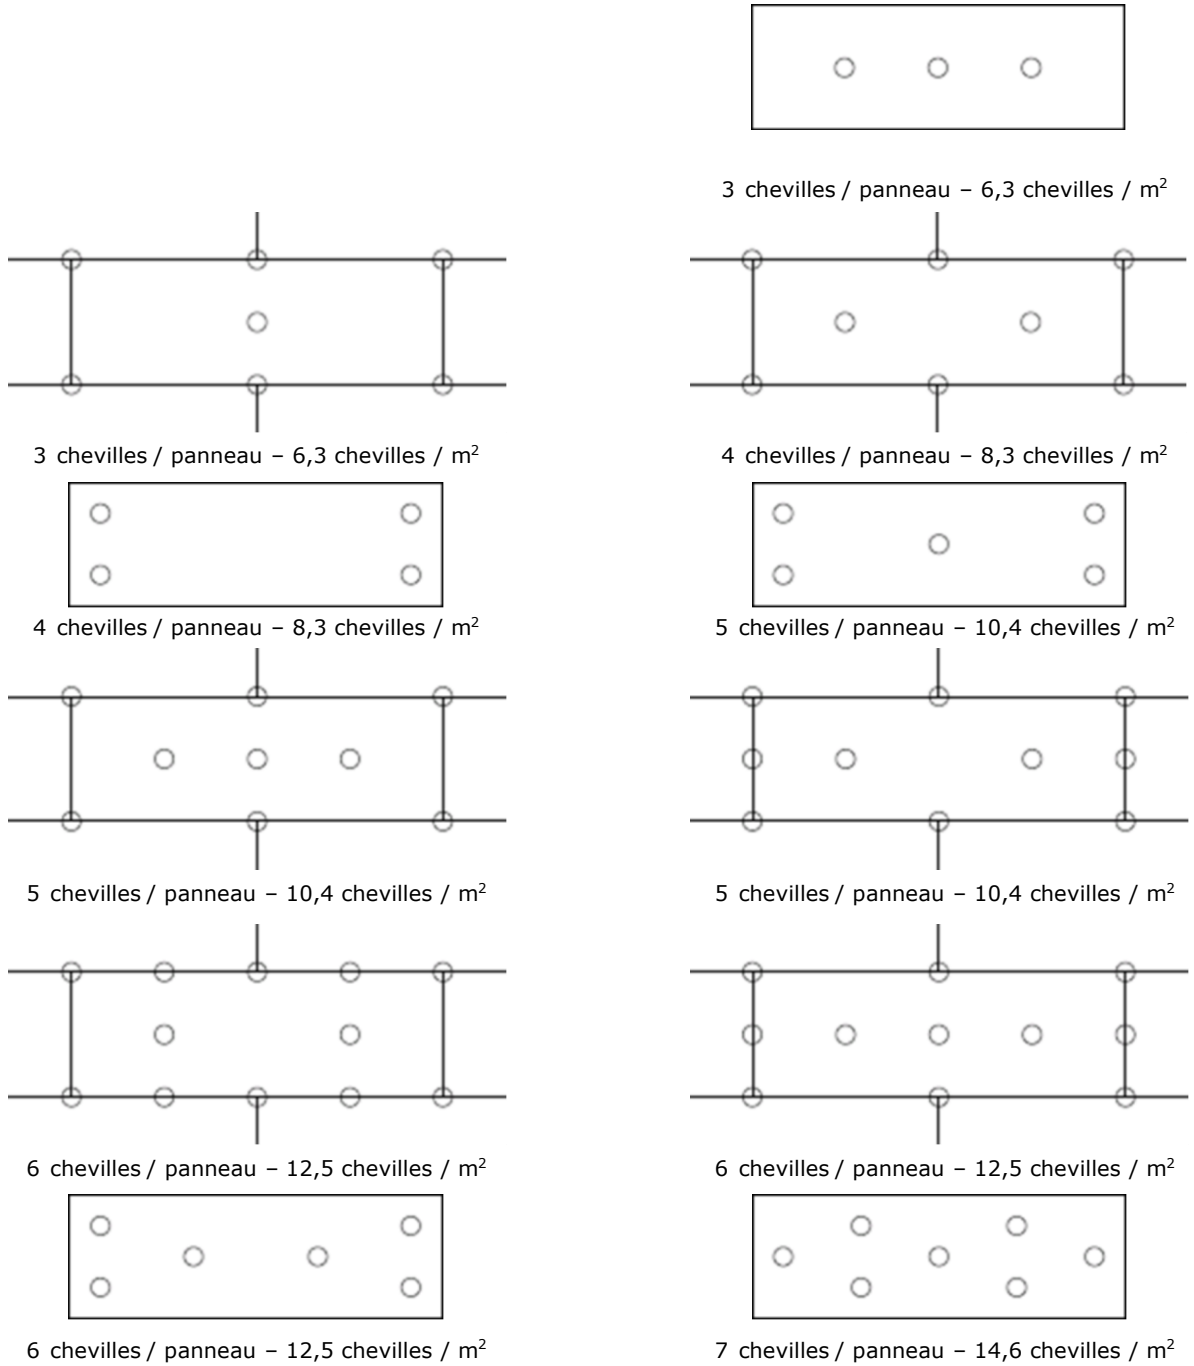 3 chevilles / panneau – 6,3 chevilles / m²
3 chevilles / panneau – 6,3 chevilles / m²
4 chevilles / panneau – 8,3 chevilles / m²
4 chevilles / panneau – 8,3 chevilles / m²
5 chevilles / panneau – 10,4 chevilles / m²
5 chevilles / panneau – 10,4 chevilles / m²
5 chevilles / panneau – 10,4 chevilles / m²
6 chevilles / panneau – 12,5 chevilles / m²
6 chevilles / panneau – 12,5 chevilles / m²
6 chevilles / panneau – 12,5 chevilles / m²
7 chevilles / panneau – 14,6 chevilles / m²